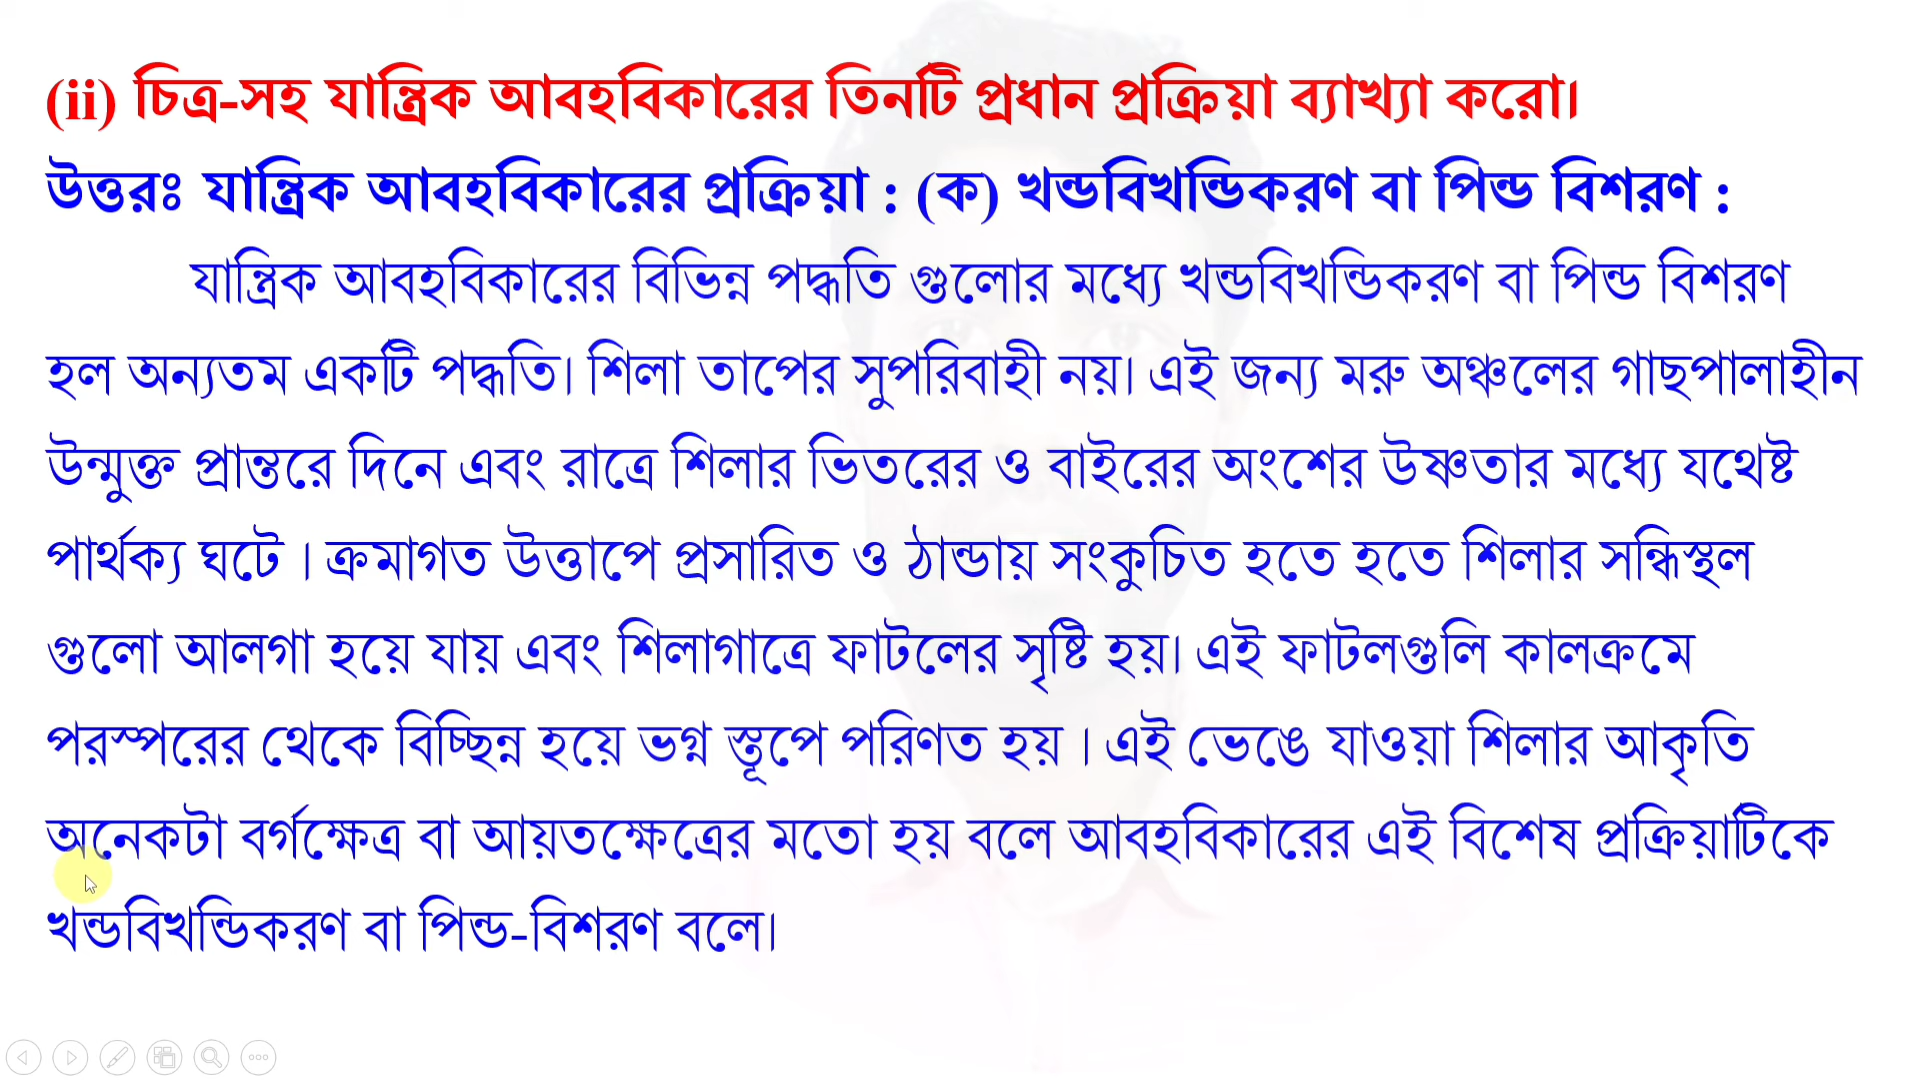 (ii) চিত্র-সহ যান্ত্রিক আবহবিকারের তিনটি প্রধান প্রক্রিয়া ব্যাখ্যা করো।
উত্তরঃ যান্ত্রিক আবহবিকারের প্রক্রিয়া : (ক) খন্ডবিখন্ডিকরণ বা পিন্ড বিশরণ :
যান্ত্রিক আবহবিকারের বিভিন্ন পদ্ধতি গুলোর মধ্যে খন্ডবিখন্ডিকরণ বা পিন্ড বিশরণ
হল অন্যতম একটি পদ্ধতি। শিলা তাপের সুপরিবাহী নয়। এই জন্য মরু অঞ্চলের গাছপালাহীন
উন্মুক্ত প্রান্তরে দিনে এবং রাত্রে শিলার ভিতরের ও বাইরের অংশের উষ্ণতার মধ্যে যথেষ্ট
পার্থক্য ঘটে । ক্রমাগত উত্তাপে প্রসারিত ও ঠান্ডায় সংকুচিত হতে হতে শিলার সন্ধিস্থল
গুলো আলগা হয়ে যায় এবং শিলাগাত্রে ফাটলের সৃষ্টি হয়। এই ফাটলগুলি কালক্রমে
পরস্পরের থেকে বিচ্ছিন্ন হয়ে ভগ্ন স্তূপে পরিণত হয় । এই ভেঙে যাওয়া শিলার আকৃতি
অনেকটা বর্গক্ষেত্র বা আয়তক্ষেত্রের মতো হয় বলে আবহবিকারের এই বিশেষ প্রক্রিয়াটিকে
খন্ডবিখন্ডিকরণ বা পিন্ড-বিশরণ বলে।